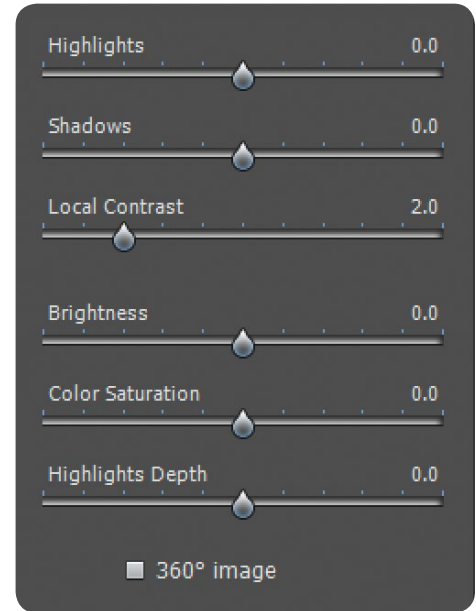 Highlights 0.0
Shadows 0.0
Local Contrast 2.0
Brightness 0.0
Color Saturation 0.0
Highlights Depth 0.0
360° image